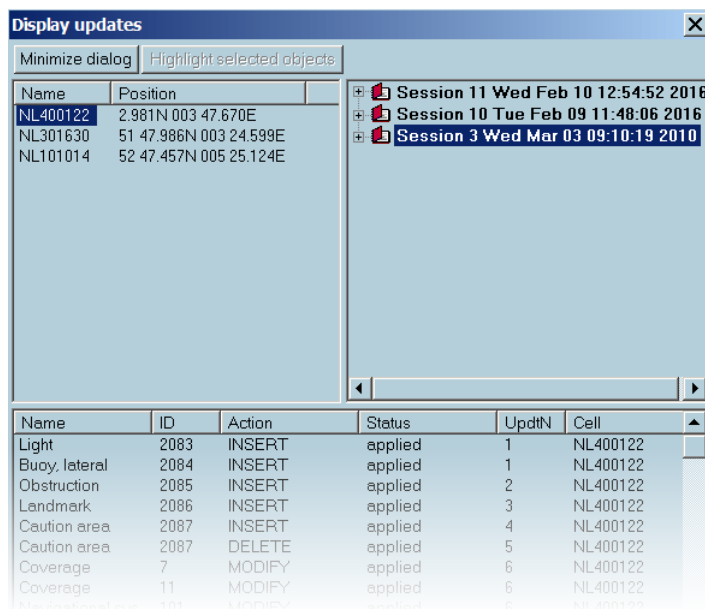 Display updates
Minimize dialog Highlight selected objects
Name Position
NL400122 2.981N 003 47.670E
NL301630 51 47.986N 003 24.599E
NL101014 52 47.457N 005 25.124E
Session 11 Wed Feb 10 12:54:52 2016
Session 10 Tue Feb 09 11:48:06 2016
Session 3 Wed Mar 03 09:10:19 2010
Name ID Action Status UpdtN Cell
Light 2083 INSERT applied 1 NL400122
Buoy, lateral 2084 INSERT applied 1 NL400122
Obstruction 2085 INSERT applied 2 NL400122
Landmark 2086 INSERT applied 3 NL400122
Caution area 2087 INSERT applied 4 NL400122
Caution area 2087 DELETE applied 5 NL400122
Coverage 7 MODIFY applied 6 NL400122
Coverage 11 MODIFY applied 6 NL400122
MODIFY applied 6 NL400122